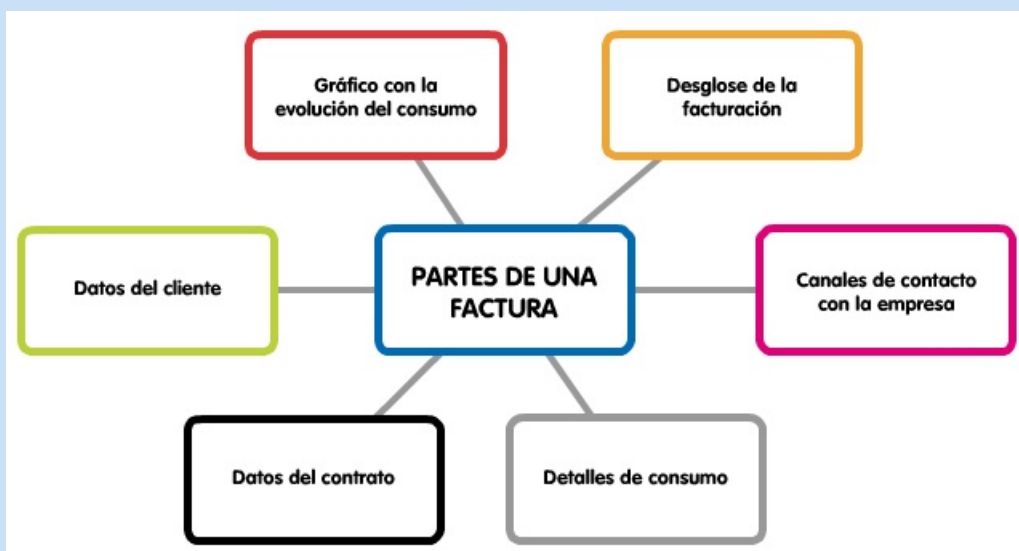 Gráfico con la
evolución del consumo
Desglose de la
facturación
Datos del cliente
PARTES DE UNA
FACTURA
Canales de contacto
con la empresa
Datos del contrato
Detalles de consumo